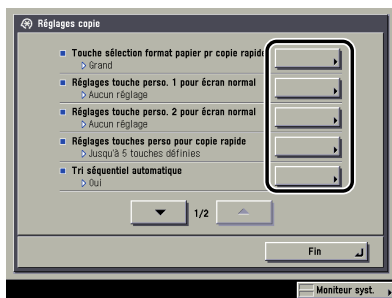 Réglages copie
Touche sélection format papier pr copie rapide
Grand
Réglages touche perso. 1 pour écran normal
Aucun réglage
Réglages touche perso. 2 pour écran normal
Aucun réglage
Réglages touches perso pour copie rapide
Jusqu'à 5 touches définies
Tri séquentiel automatique
Oui
1/2
Fin
Moniteur syst.